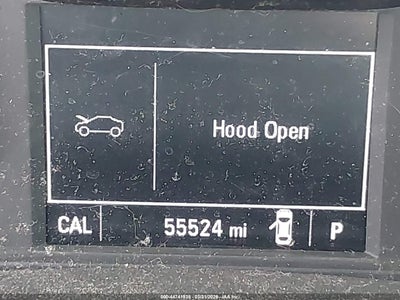 Hood Open
CAL 55524 mi P